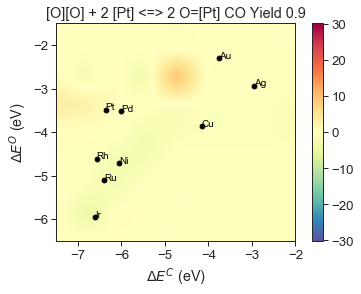 [O][O] + 2 [Pt] <=> 2 O=[Pt] CO Yield 0.9
−2
−3
−4
−5
−6
ΔE^O (eV)
Au
Ag
Pt
Pd
Cu
Rh
Ni
Ru
Ir
−7
−6
−5
−4
−3
−2
ΔE^C (eV)
30
20
10
0
−10
−20
−30